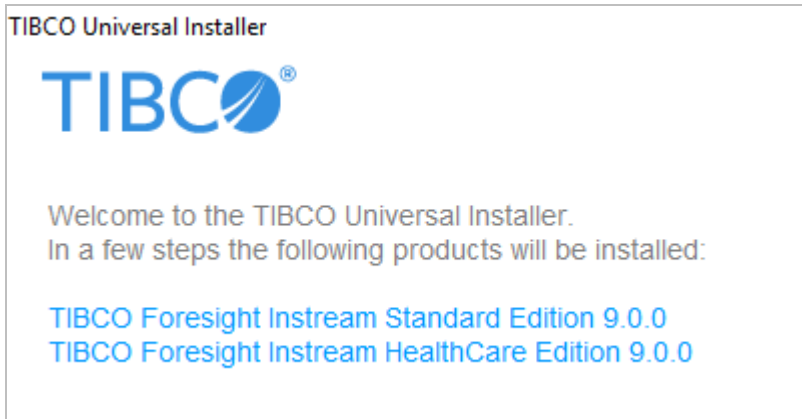 TIBCO Universal Installer
TIBCO®
Welcome to the TIBCO Universal Installer.
In a few steps the following products will be installed:
TIBCO Foresight Instream Standard Edition 9.0.0
TIBCO Foresight Instream HealthCare Edition 9.0.0